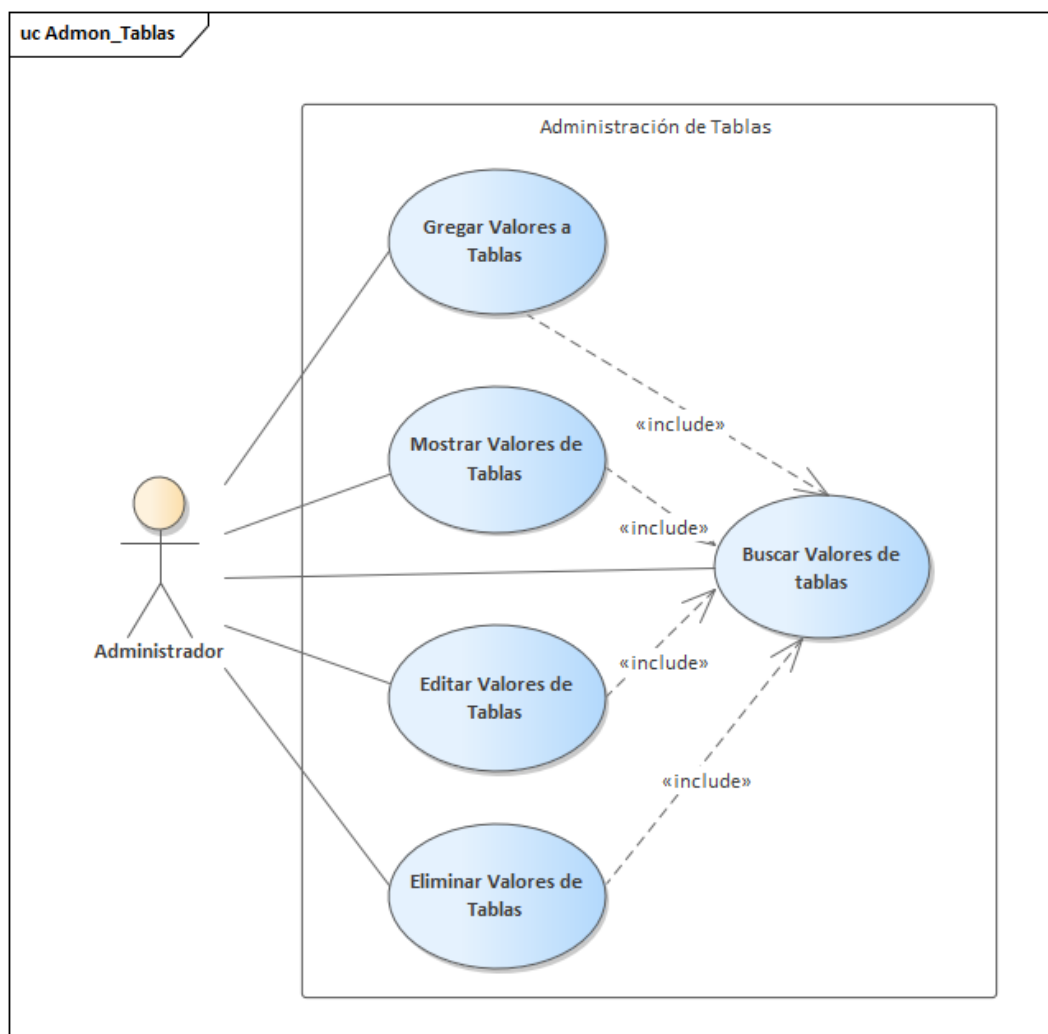 uc Admon_Tablas
Administración de Tablas
Gregar Valores a
Tablas
«include»
Mostrar Valores de
Tablas
«include»
Buscar Valores de
tablas
Administrador
Editar Valores de
Tablas
«include»
«include»
Eliminar Valores de
Tablas